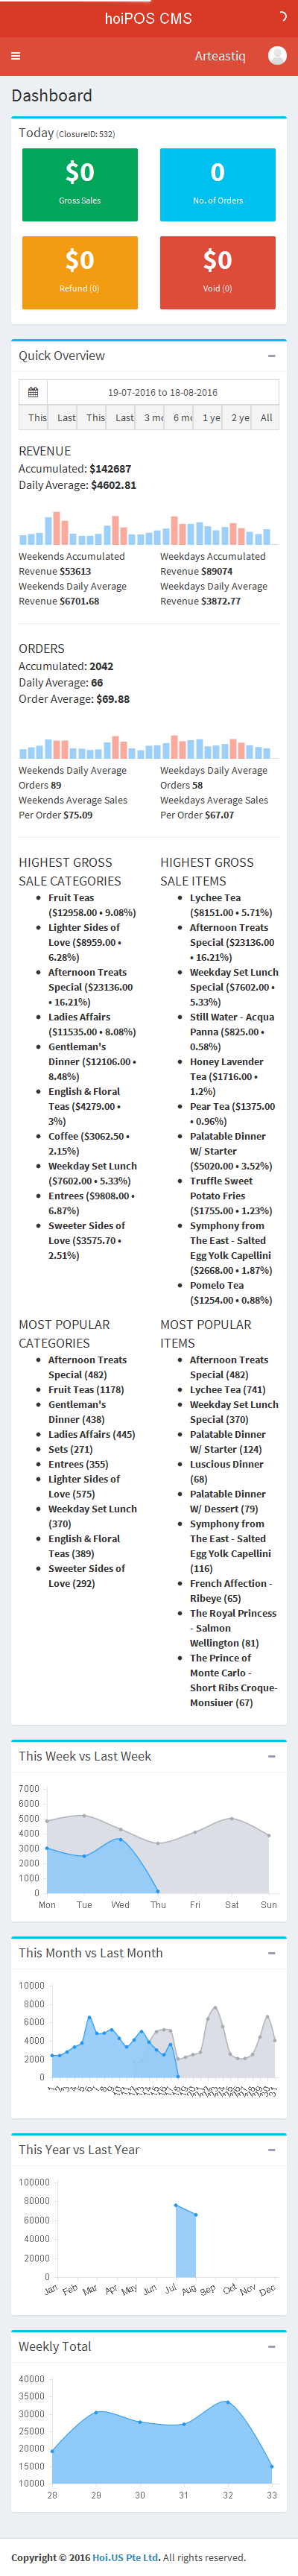 hoiPOS CMS
Arteastiq
Dashboard
Today (ClosureID: 532)
$0
Gross Sales
0
No. of Orders
$0
Refund (0)
$0
Void (0)
Quick Overview
19-07-2016 to 18-08-2016
This Last This Last 3 mo 6 mo 1 ye 2 ye All
REVENUE
Accumulated: $142687
Daily Average: $4602.81
Weekends Accumulated
Revenue $53613
Weekends Daily Average
Revenue $6701.68
Weekdays Accumulated
Revenue $89074
Weekdays Daily Average
Revenue $3872.77
ORDERS
Accumulated: 2042
Daily Average: 66
Order Average: $69.88
Weekends Daily Average
Orders 89
Weekends Average Sales
Per Order $75.09
Weekdays Daily Average
Orders 58
Weekdays Average Sales
Per Order $67.07
HIGHEST GROSS
SALE CATEGORIES
Fruit Teas
($12958.00 • 9.08%)
Lighter Sides of
Love ($8959.00 •
6.28%)
Afternoon Treats
Special ($23136.00
• 16.21%)
Ladies Affairs
($11535.00 • 8.08%)
Gentleman's
Dinner ($12106.00 •
8.48%)
English & Floral
Teas ($4279.00 •
3%)
Coffee ($3062.50 •
2.15%)
Weekday Set Lunch
($7602.00 • 5.33%)
Entrees ($9808.00 •
6.87%)
Sweeter Sides of
Love ($3575.70 •
2.51%)
HIGHEST GROSS
SALE ITEMS
Lychee Tea
($8151.00 • 5.71%)
Afternoon Treats
Special ($23136.00
• 16.21%)
Weekday Set Lunch
Special ($7602.00 •
5.33%)
Still Water - Acqua
Panna ($825.00 •
0.58%)
Honey Lavender
Tea ($1716.00 •
1.2%)
Pear Tea ($1375.00
• 0.96%)
Palatable Dinner
W/ Starter
($5020.00 • 3.52%)
Truffle Sweet
Potato Fries
($1755.00 • 1.23%)
Symphony from
The East - Salted
Egg Yolk Capellini
($2668.00 • 1.87%)
Pomelo Tea
($1254.00 • 0.88%)
MOST POPULAR
CATEGORIES
Afternoon Treats
Special (482)
Fruit Teas (1178)
Gentleman's
Dinner (438)
Ladies Affairs (445)
Sets (271)
Entrees (355)
Lighter Sides of
Love (575)
Weekday Set Lunch
(370)
English & Floral
Teas (389)
Sweeter Sides of
Love (292)
MOST POPULAR
ITEMS
Afternoon Treats
Special (482)
Lychee Tea (741)
Weekday Set Lunch
Special (370)
Palatable Dinner
W/ Starter (124)
Luscious Dinner
(68)
Palatable Dinner
W/ Dessert (79)
Symphony from
The East - Salted
Egg Yolk Capellini
(116)
French Affection -
Ribeye (65)
The Royal Princess
- Salmon
Wellington (81)
The Prince of
Monte Carlo -
Short Ribs Croque-
Monsiuer (67)
This Week vs Last Week
7000
6000
5000
4000
3000
2000
1000
0
Mon Tue Wed Thu Fri Sat Sun
This Month vs Last Month
10000
8000
6000
4000
2000
0
This Year vs Last Year
100000
80000
60000
40000
20000
0
Jan Feb Mar Apr May Jun Jul Aug Sep Oct Nov Dec
Weekly Total
40000
35000
30000
25000
20000
15000
10000
28 29 30 31 32 33
Copyright © 2016 Hoi.US Pte Ltd. All rights reserved.